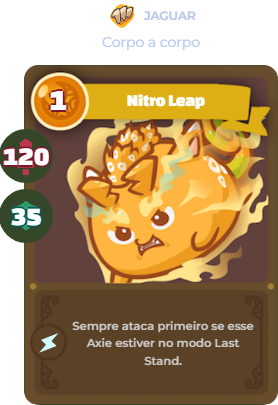 JAGUAR
Corpo a corpo
1
Nitro Leap
120
35
Sempre ataca primeiro se esse
Axie estiver no modo Last
Stand.